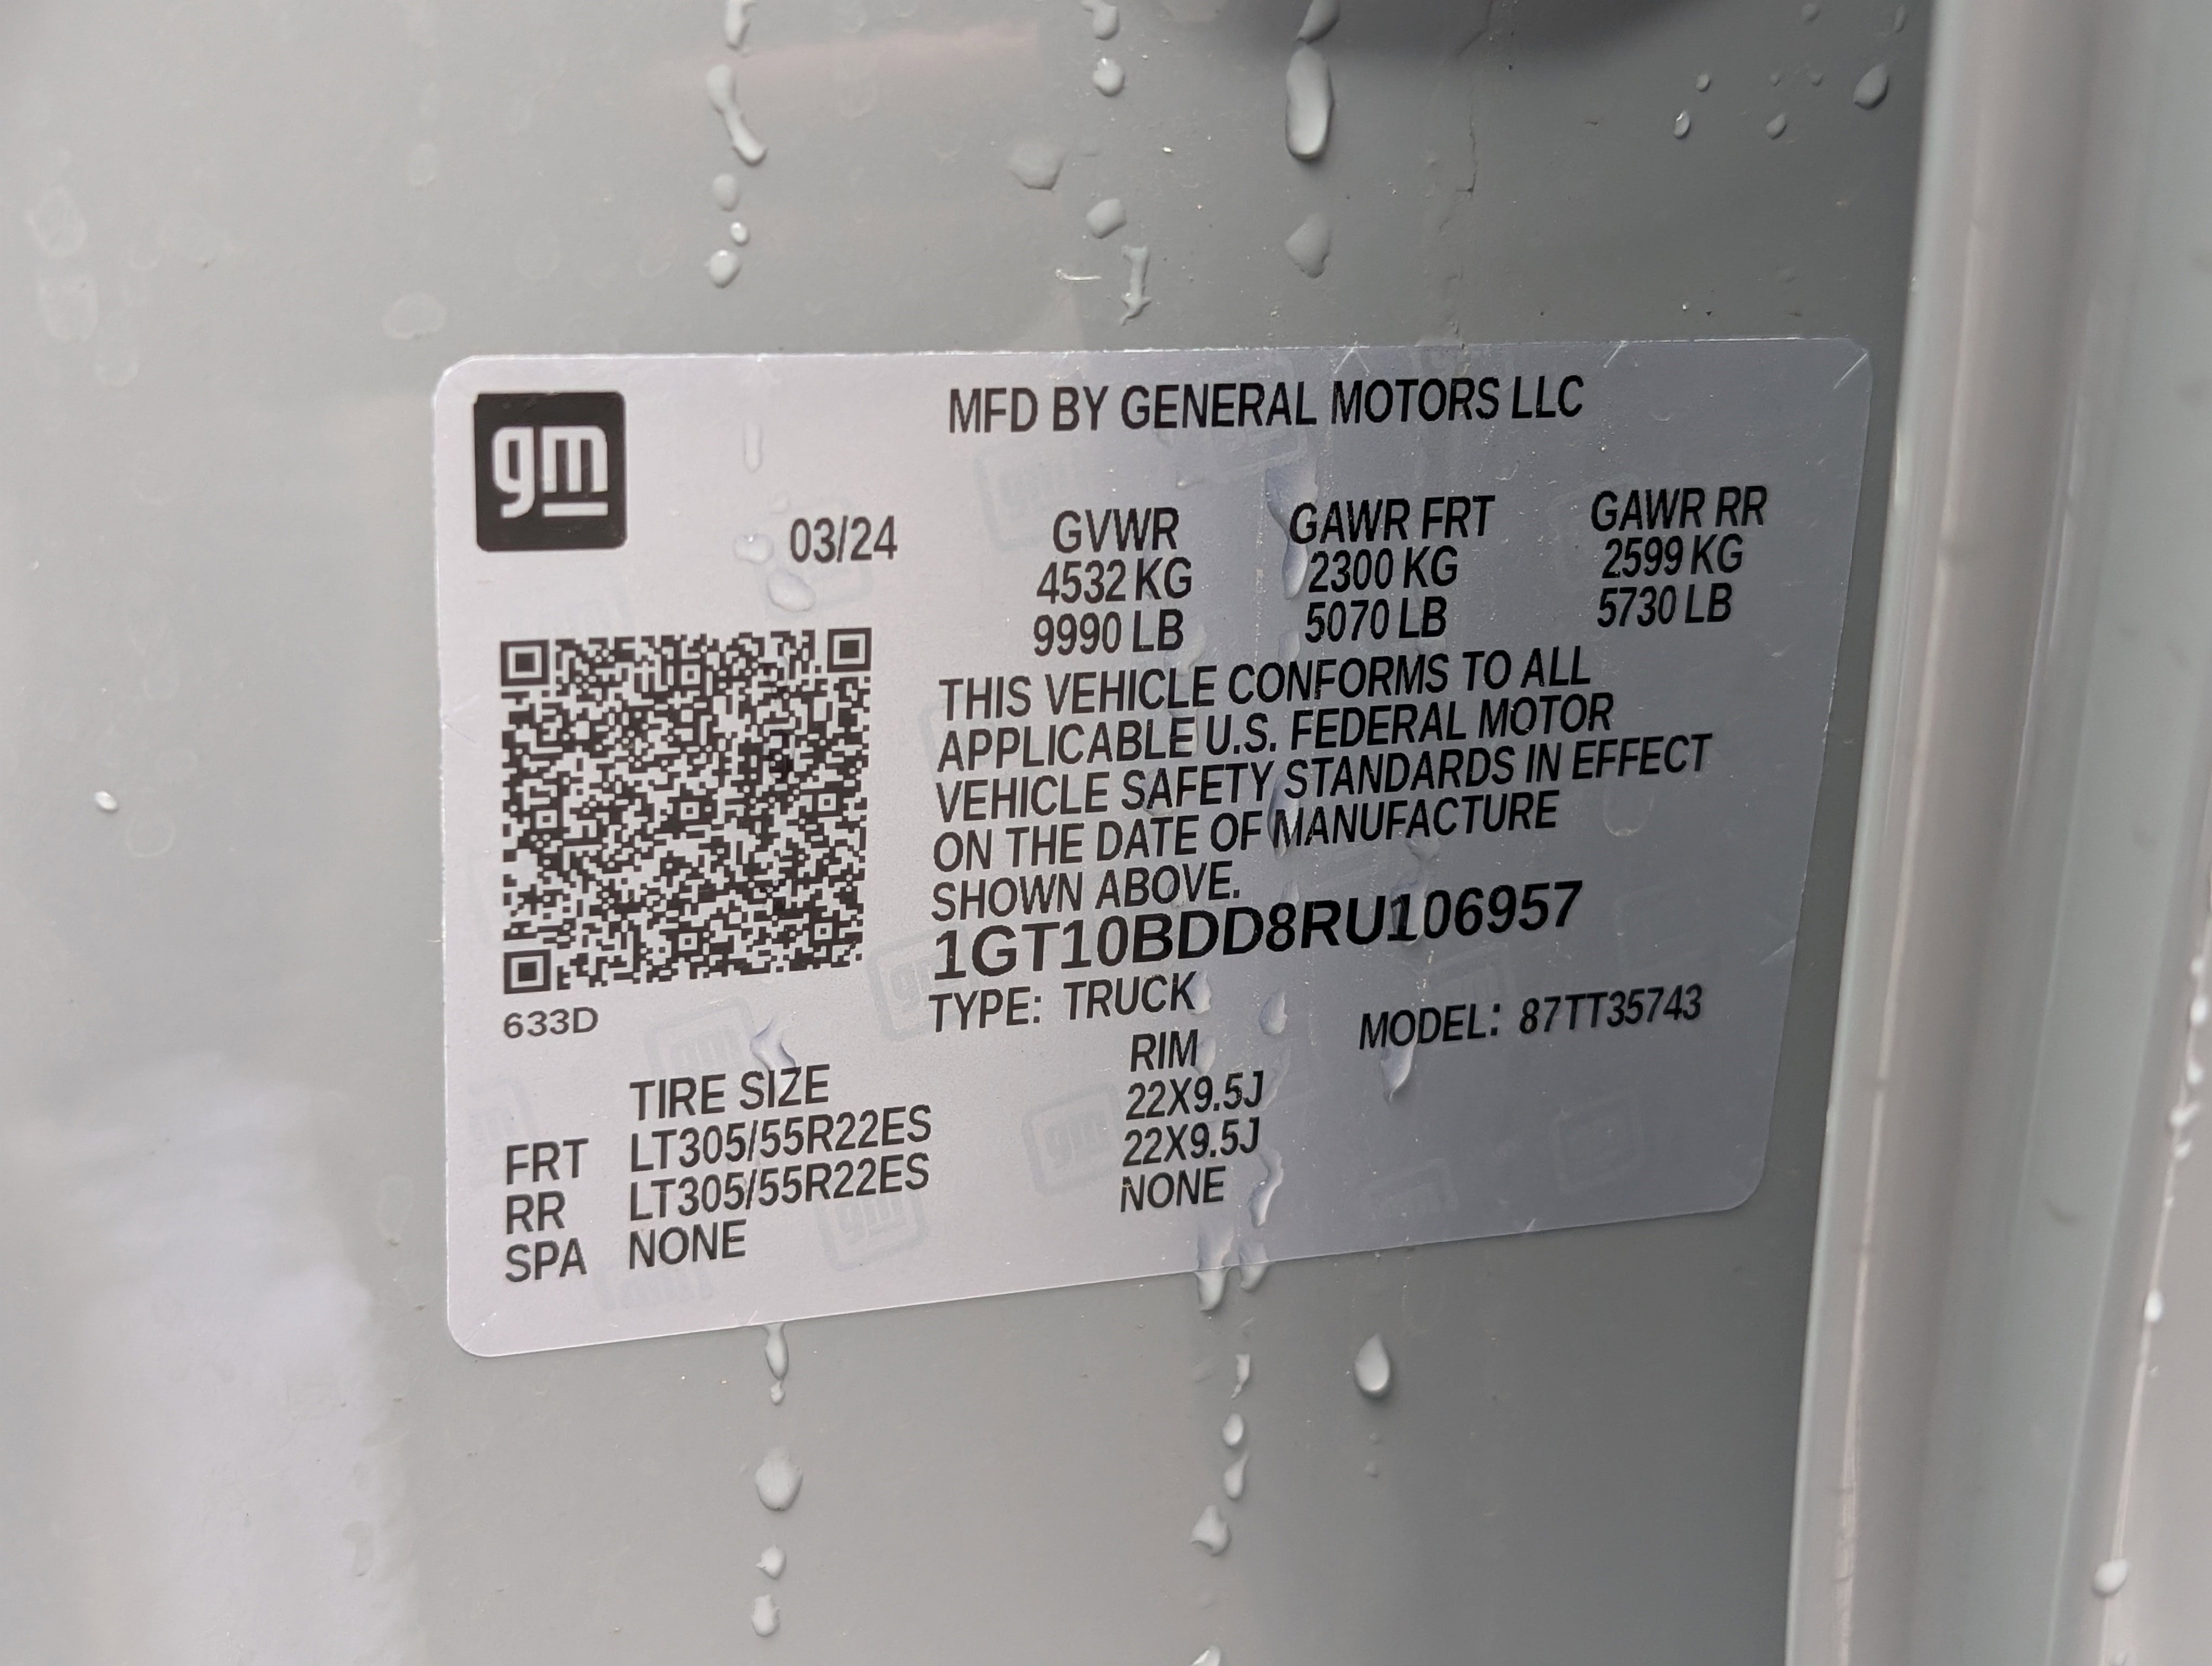 gm
MFD BY GENERAL MOTORS LLC
03/24 GVWR GAWR FRT GAWR RR
4532 KG 2300 KG 2599 KG
9990 LB 5070 LB 5730 LB
THIS VEHICLE CONFORMS TO ALL
APPLICABLE U.S. FEDERAL MOTOR
VEHICLE SAFETY STANDARDS IN EFFECT
ON THE DATE OF MANUFACTURE
SHOWN ABOVE.
1GT10BDD8RU106957
TYPE: TRUCK MODEL: 87TT35743
633D
TIRE SIZE RIM
FRT LT305/55R22ES 22X9.5J
RR LT305/55R22ES 22X9.5J
SPA NONE NONE